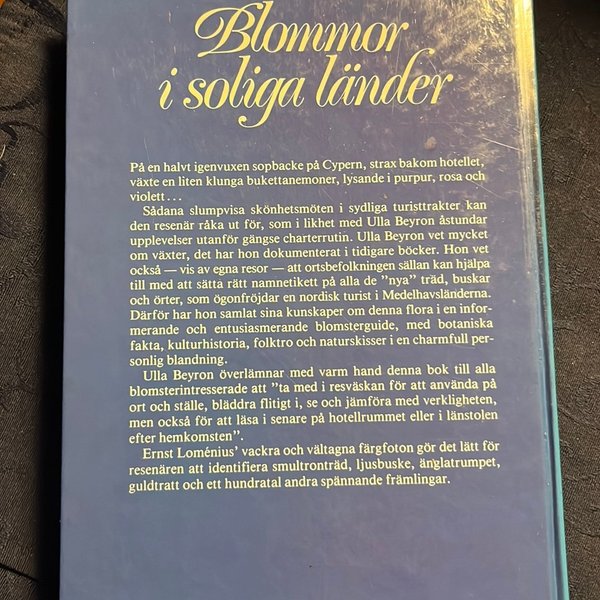 Blommor
i soliga länder
På en halvt igenvuxen sopbacke på Cypern, strax bakom hotellet,
växte en liten klunga bukettanemoner, lysande i purpur, rosa och
violett . . .
Sådana slumpvisa skönhetsmöten i sydliga turisttrakter kan
den resenär råka ut för, som i likhet med Ulla Beyron åstundar
upplevelser utanför gängse charterrutin. Ulla Beyron vet mycket
om växter, det har hon dokumenterat i tidigare böcker. Hon vet
också — vis av egna resor — att ortsbefolkningen sällan kan hjälpa
till med att sätta rätt namnetikett på alla de ”nya” träd, buskar
och örter, som ögonfröjdar en nordisk turist i Medelhavsländerna.
Därför har hon samlat sina kunskaper om denna flora i en infor-
merande och entusiasmerande blomsterguide, med botaniska
fakta, kulturhistoria, folktro och naturskisser i en charmfull per-
sonlig blandning.
Ulla Beyron överlämnar med varm hand denna bok till alla
blomsterintresserade att ”ta med i resväskan för att använda på
ort och ställe, bläddra flitigt i, se och jämföra med verkligheten,
men också för att läsa i senare på hotellrummet eller i länstolen
efter hemkomsten”.
Ernst Loménius’ vackra och vältagna färgfoton gör det lätt för
resenären att identifiera smultronträd, ljusbuske, änglatrumpet,
guldtratt och ett hundratal andra spännande främlingar.